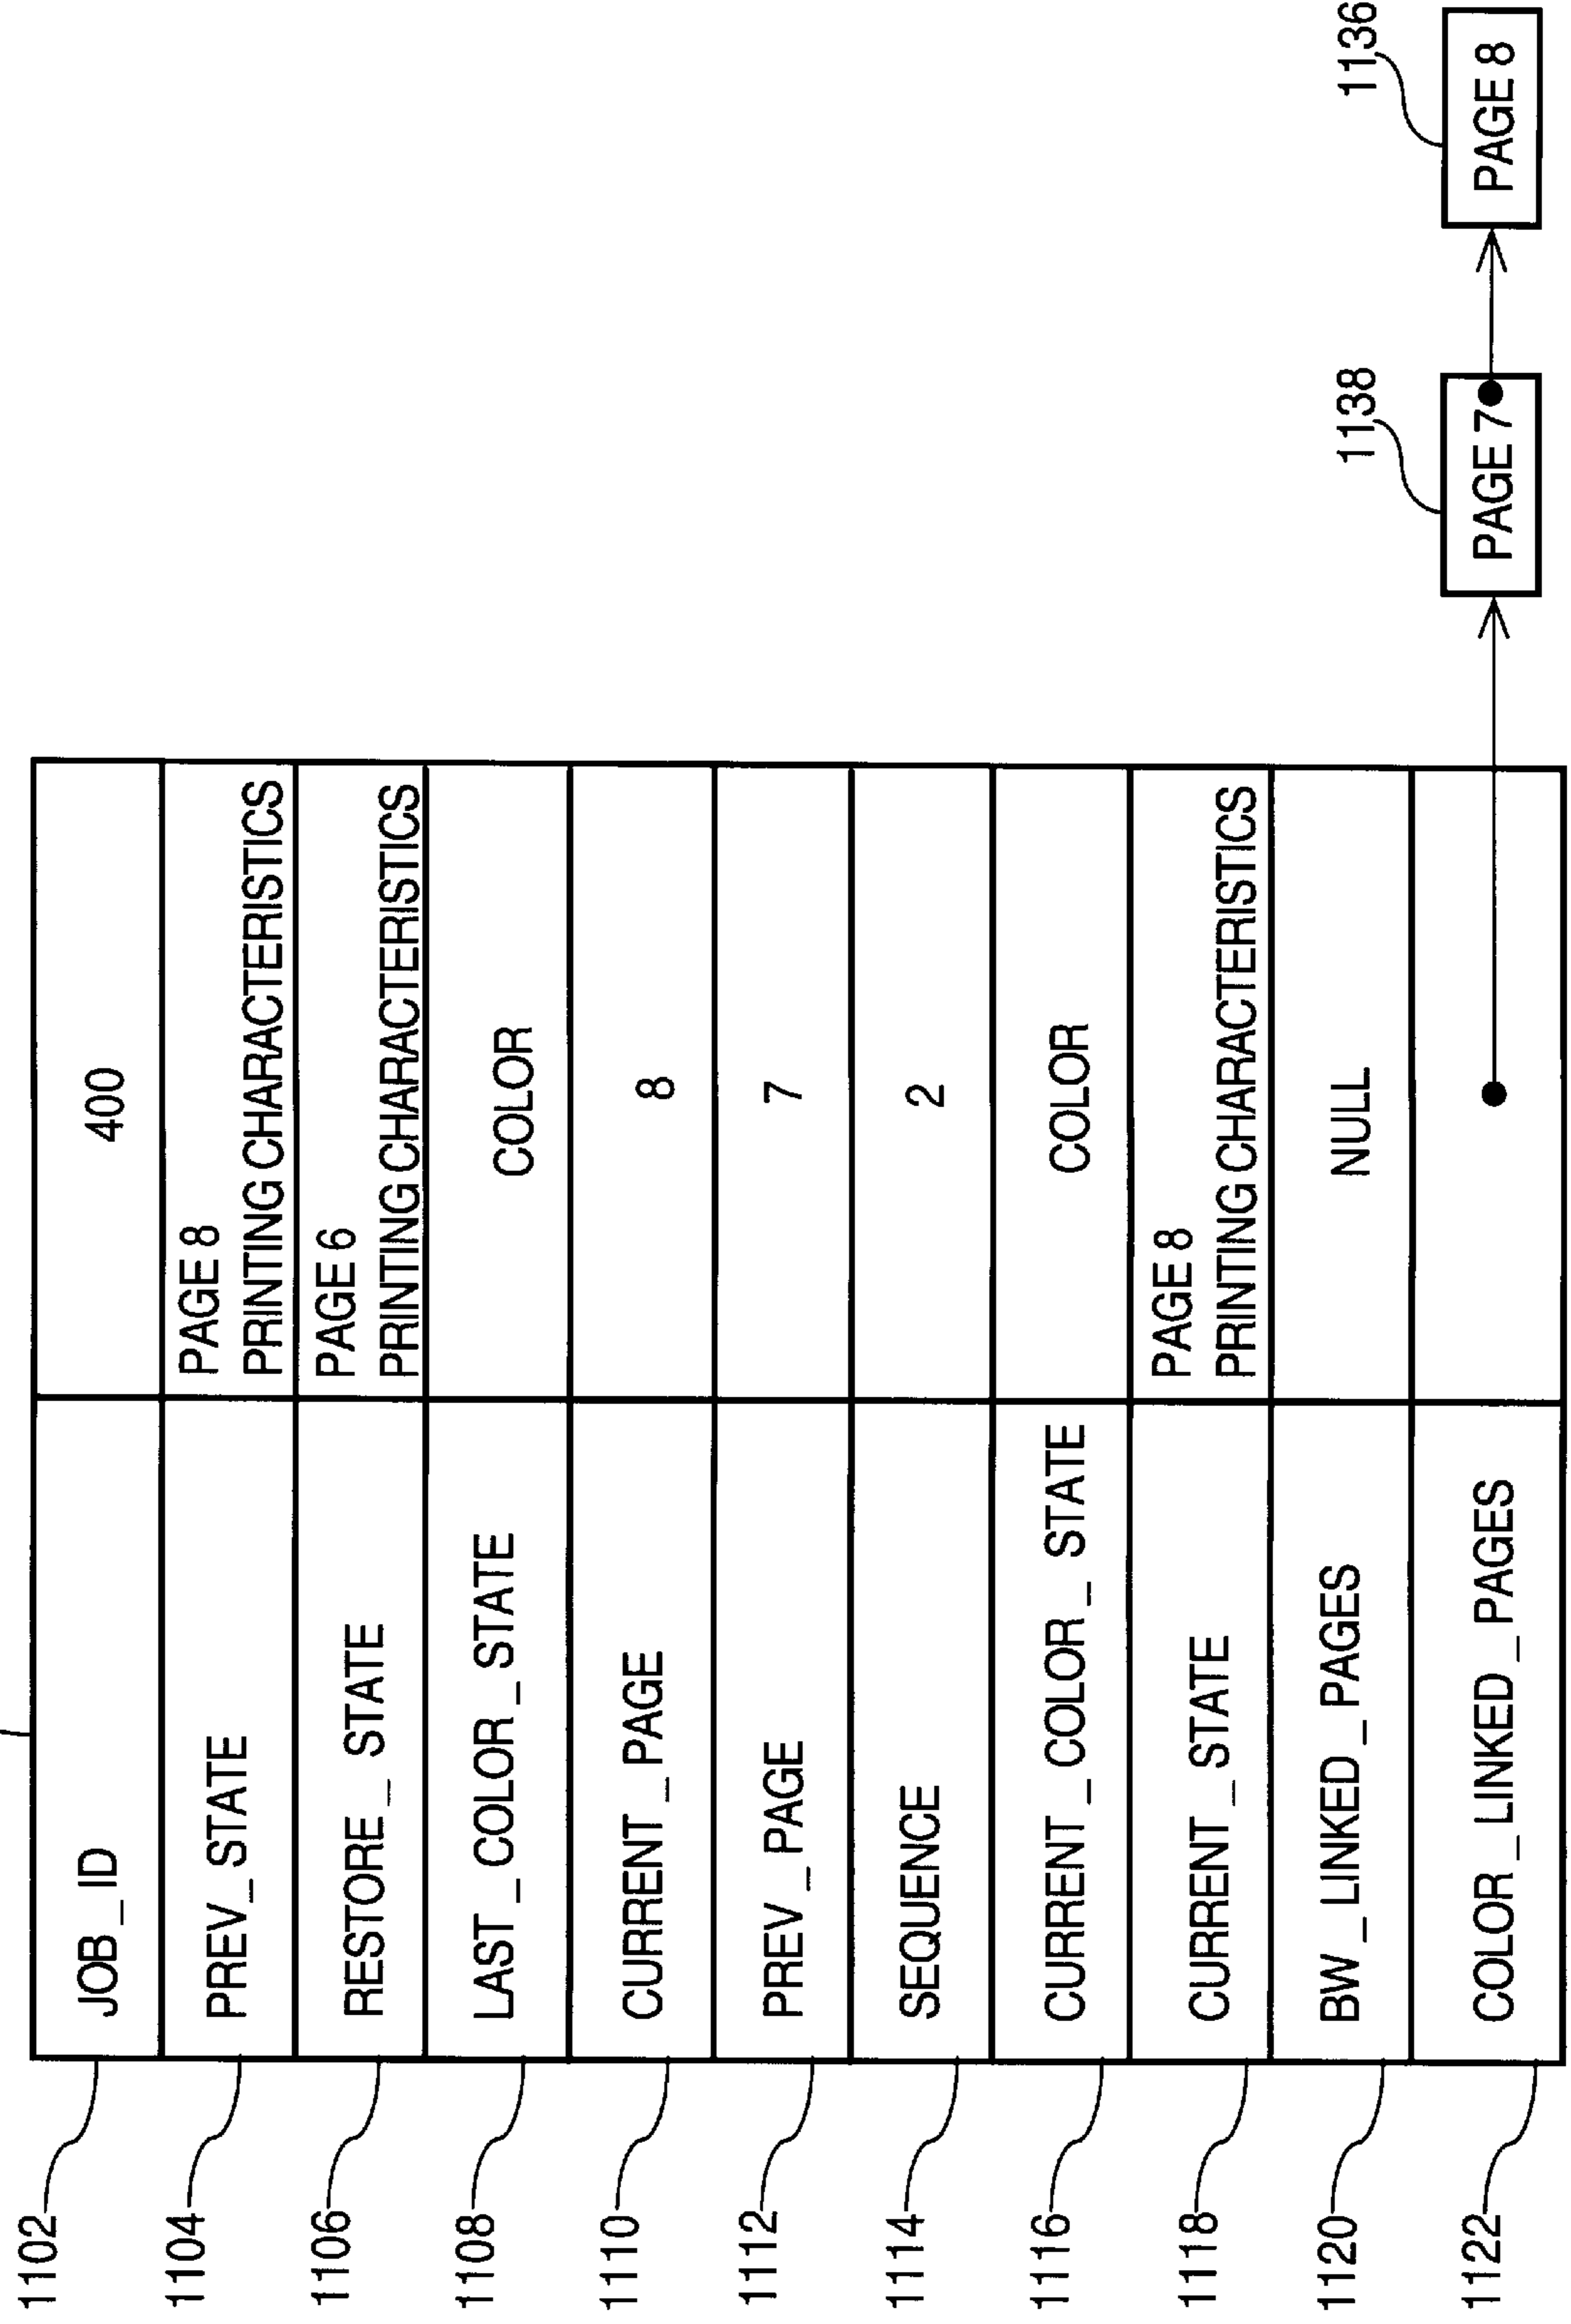 1102 JOB_ID 400
1104 PREV_STATE PAGE 8
PRINTING CHARACTERISTICS
1106 RESTORE_STATE PAGE 6
PRINTING CHARACTERISTICS
1108 LAST_COLOR_STATE COLOR
1110 CURRENT_PAGE 8
1112 PREV_PAGE 7
1114 SEQUENCE 2
1116 CURRENT_COLOR_STATE COLOR
1118 CURRENT_STATE PAGE 8
PRINTING CHARACTERISTICS
1120 BW_LINKED_PAGES NULL
1138 1136
1122 COLOR_LINKED_PAGES PAGE 7 PAGE 8